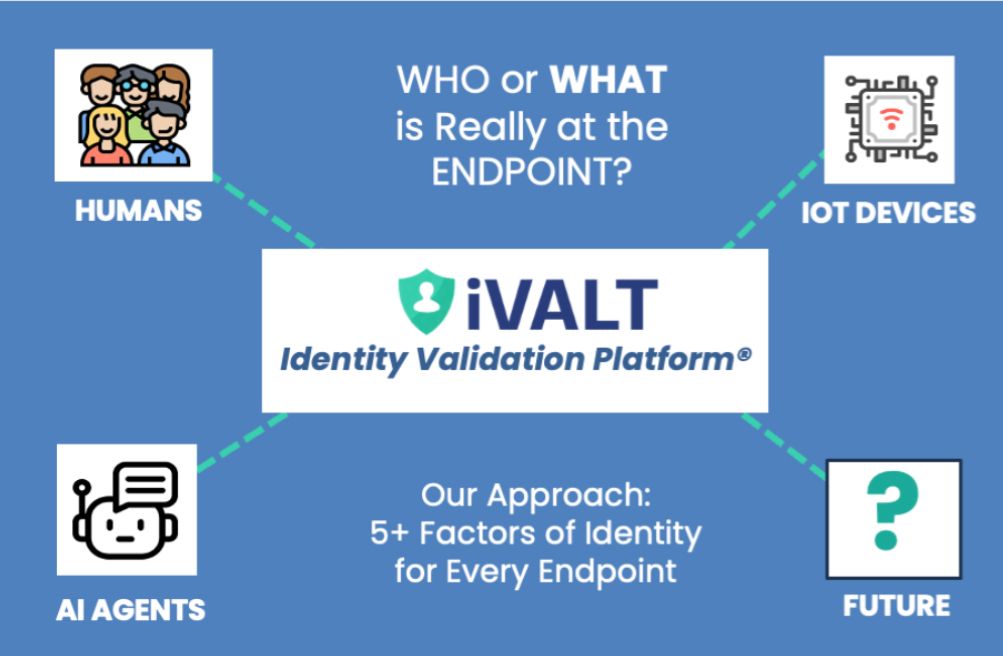 WHO or WHAT
is Really at the
ENDPOINT?
HUMANS
IOT DEVICES
iVALT
Identity Validation Platform®
Our Approach:
5+ Factors of Identity
for Every Endpoint
AI AGENTS
?
FUTURE